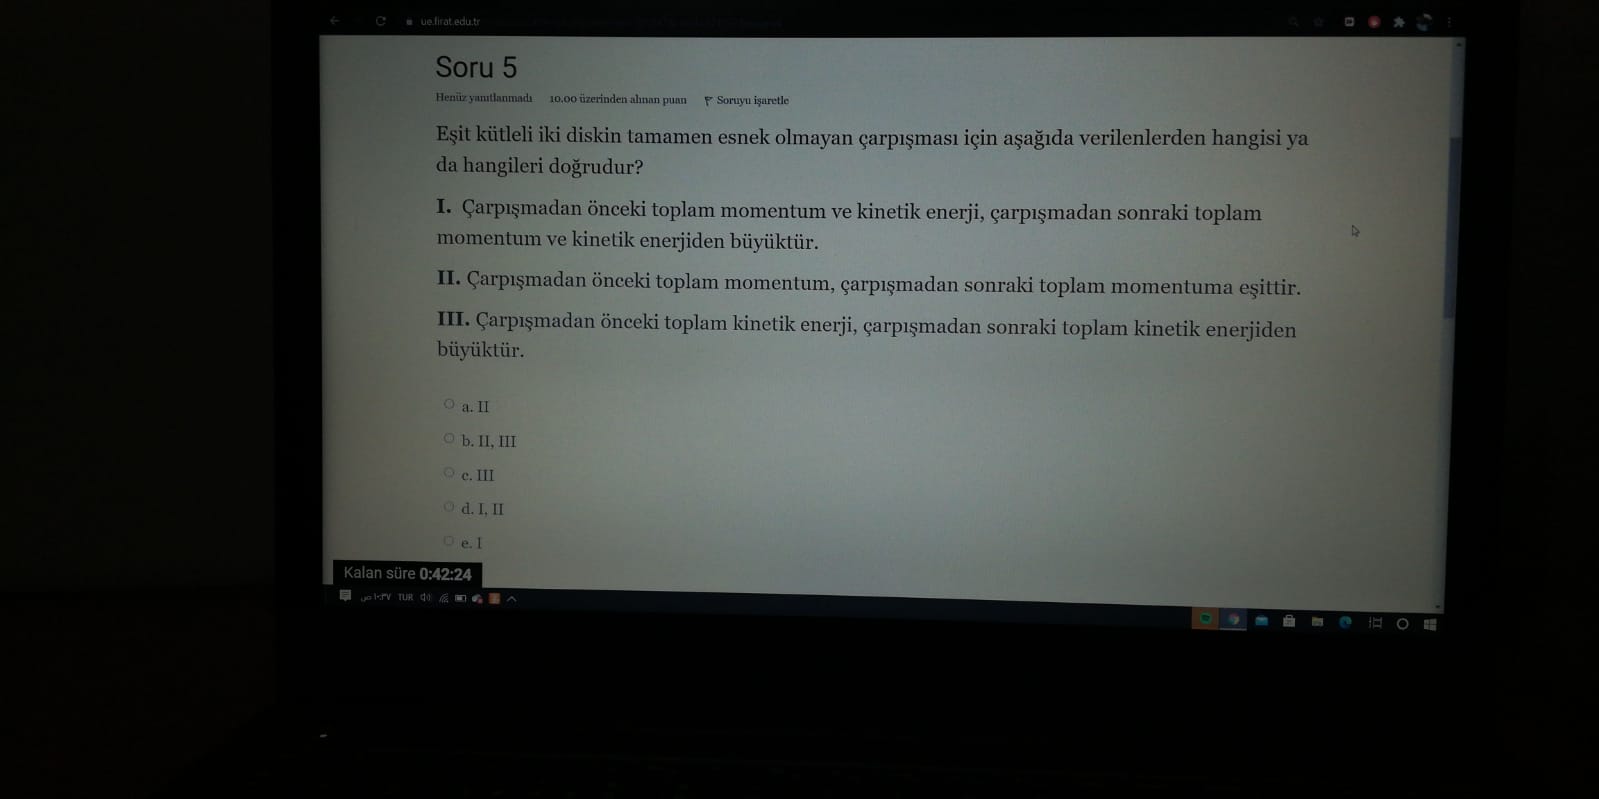 ue.firat.edu.tr
Soru 5
Henüz yanıtlanmadı 10.00 üzerinden alınan puan Soruyu işaretle
Eşit kütleli iki diskin tamamen esnek olmayan çarpışması için aşağıda verilenlerden hangisi ya
da hangileri doğrudur?
I. Çarpışmadan önceki toplam momentum ve kinetik enerji, çarpışmadan sonraki toplam
momentum ve kinetik enerjiden büyüktür.
II. Çarpışmadan önceki toplam momentum, çarpışmadan sonraki toplam momentuma eşittir.
III. Çarpışmadan önceki toplam kinetik enerji, çarpışmadan sonraki toplam kinetik enerjiden
büyüktür.
a. II
b. II, III
c. III
d. I, II
e. I
Kalan süre 0:42:24
TUR